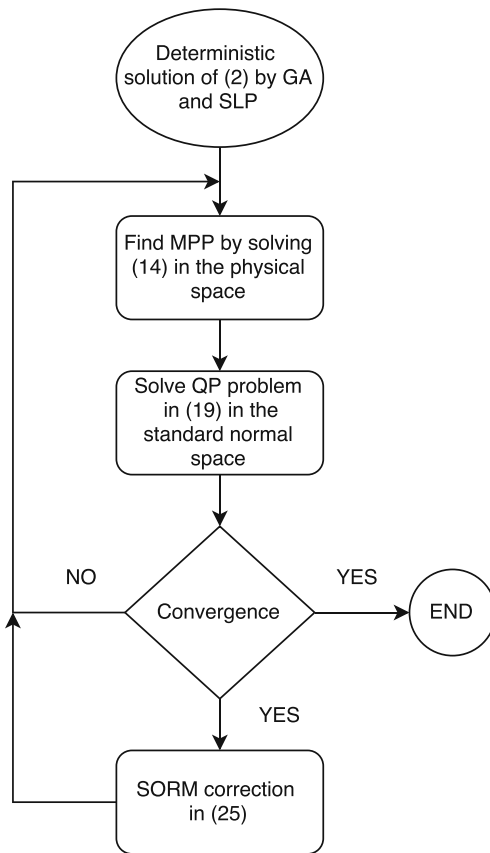 Deterministic
solution of (2) by GA
and SLP
Find MPP by solving
(14) in the physical
space
Solve QP problem
in (19) in the
standard normal
space
NO
YES
Convergence
END
YES
SORM correction
in (25)